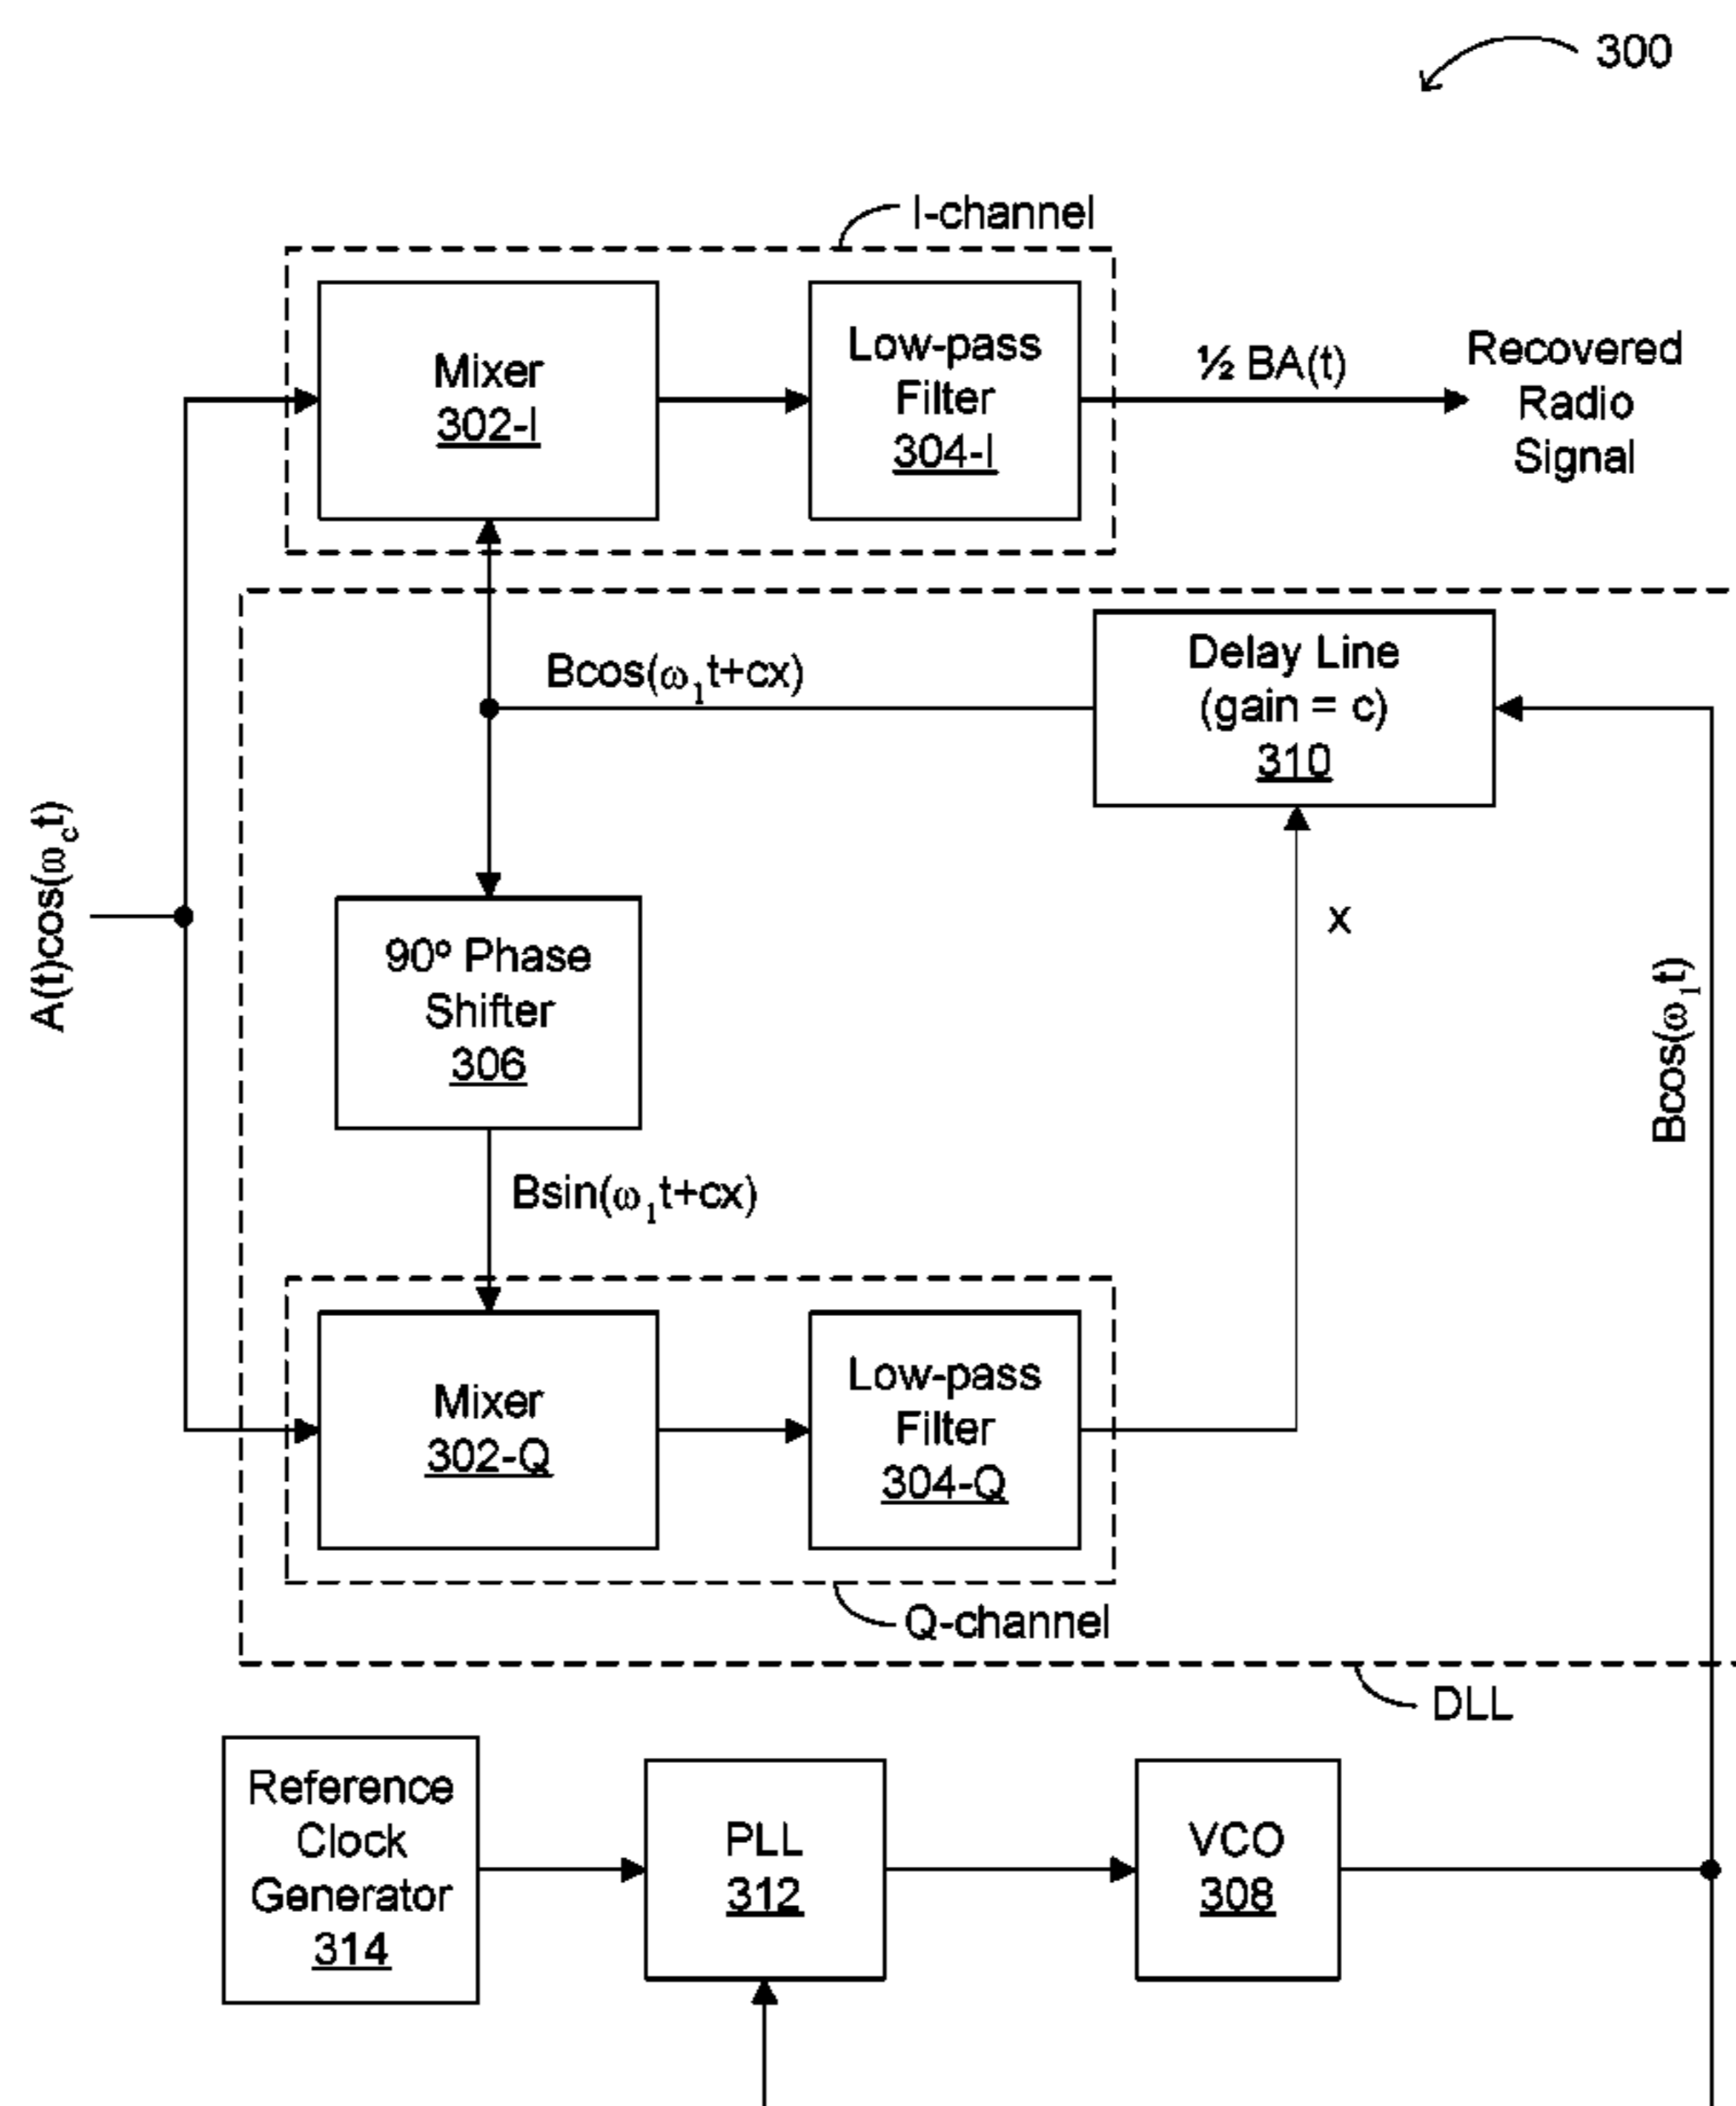 300
I-channel
Mixer
302-I
Low-pass
Filter
304-I
½ BA(t)
Recovered
Radio
Signal
Bcos(ω₁t+cx)
Delay Line
(gain = c)
310
A(t)cos(ω_c t)
90° Phase
Shifter
306
x
Bcos(ω₁t)
Bsin(ω₁t+cx)
Mixer
302-Q
Low-pass
Filter
304-Q
Q-channel
DLL
Reference
Clock
Generator
314
PLL
312
VCO
308